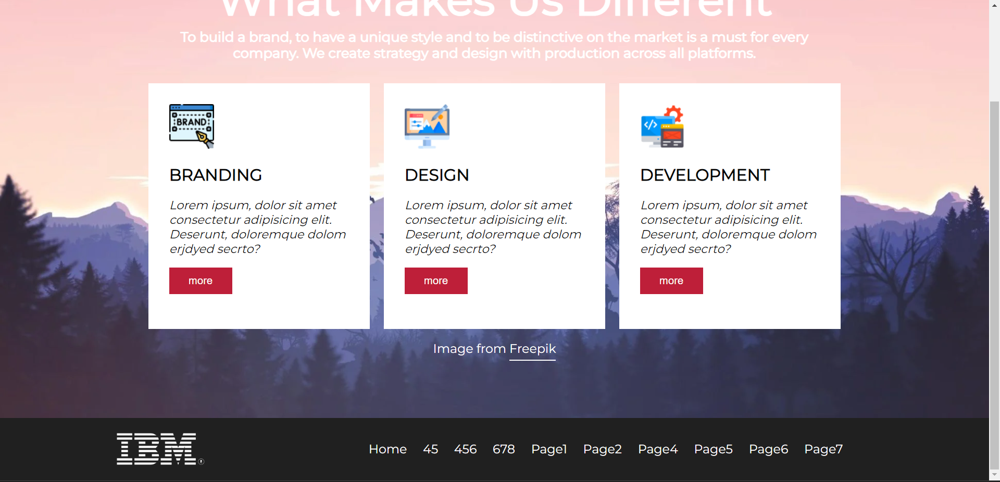 What Makes Us Different
To build a brand, to have a unique style and to be distinctive on the market is a must for every
company. We create strategy and design with production across all platforms.
BRAND
BRANDING
Lorem ipsum, dolor sit amet
consectetur adipisicing elit.
Deserunt, doloremque dolom
erjdyed secrto?
more
DESIGN
Lorem ipsum, dolor sit amet
consectetur adipisicing elit.
Deserunt, doloremque dolom
erjdyed secrto?
more
</>
DEVELOPMENT
Lorem ipsum, dolor sit amet
consectetur adipisicing elit.
Deserunt, doloremque dolom
erjdyed secrto?
more
Image from Freepik
IBM®
Home 45 456 678 Page1 Page2 Page4 Page5 Page6 Page7